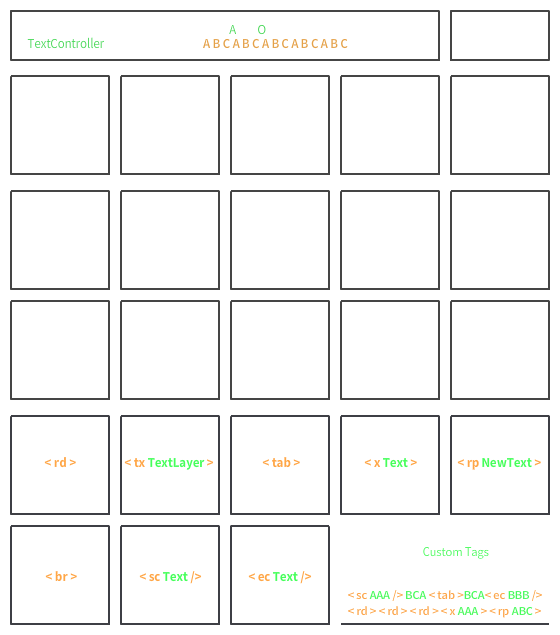 A O
TextController ABCABCABCABCABC
<rd> <tx TextLayer> <tab> <x Text> <rp NewText>
Custom Tags
<br> <sc Text /> <ec Text />
<sc AAA /> BCA <tab >BCA< ec BBB />
<rd><rd><rd><x AAA ><rp ABC>